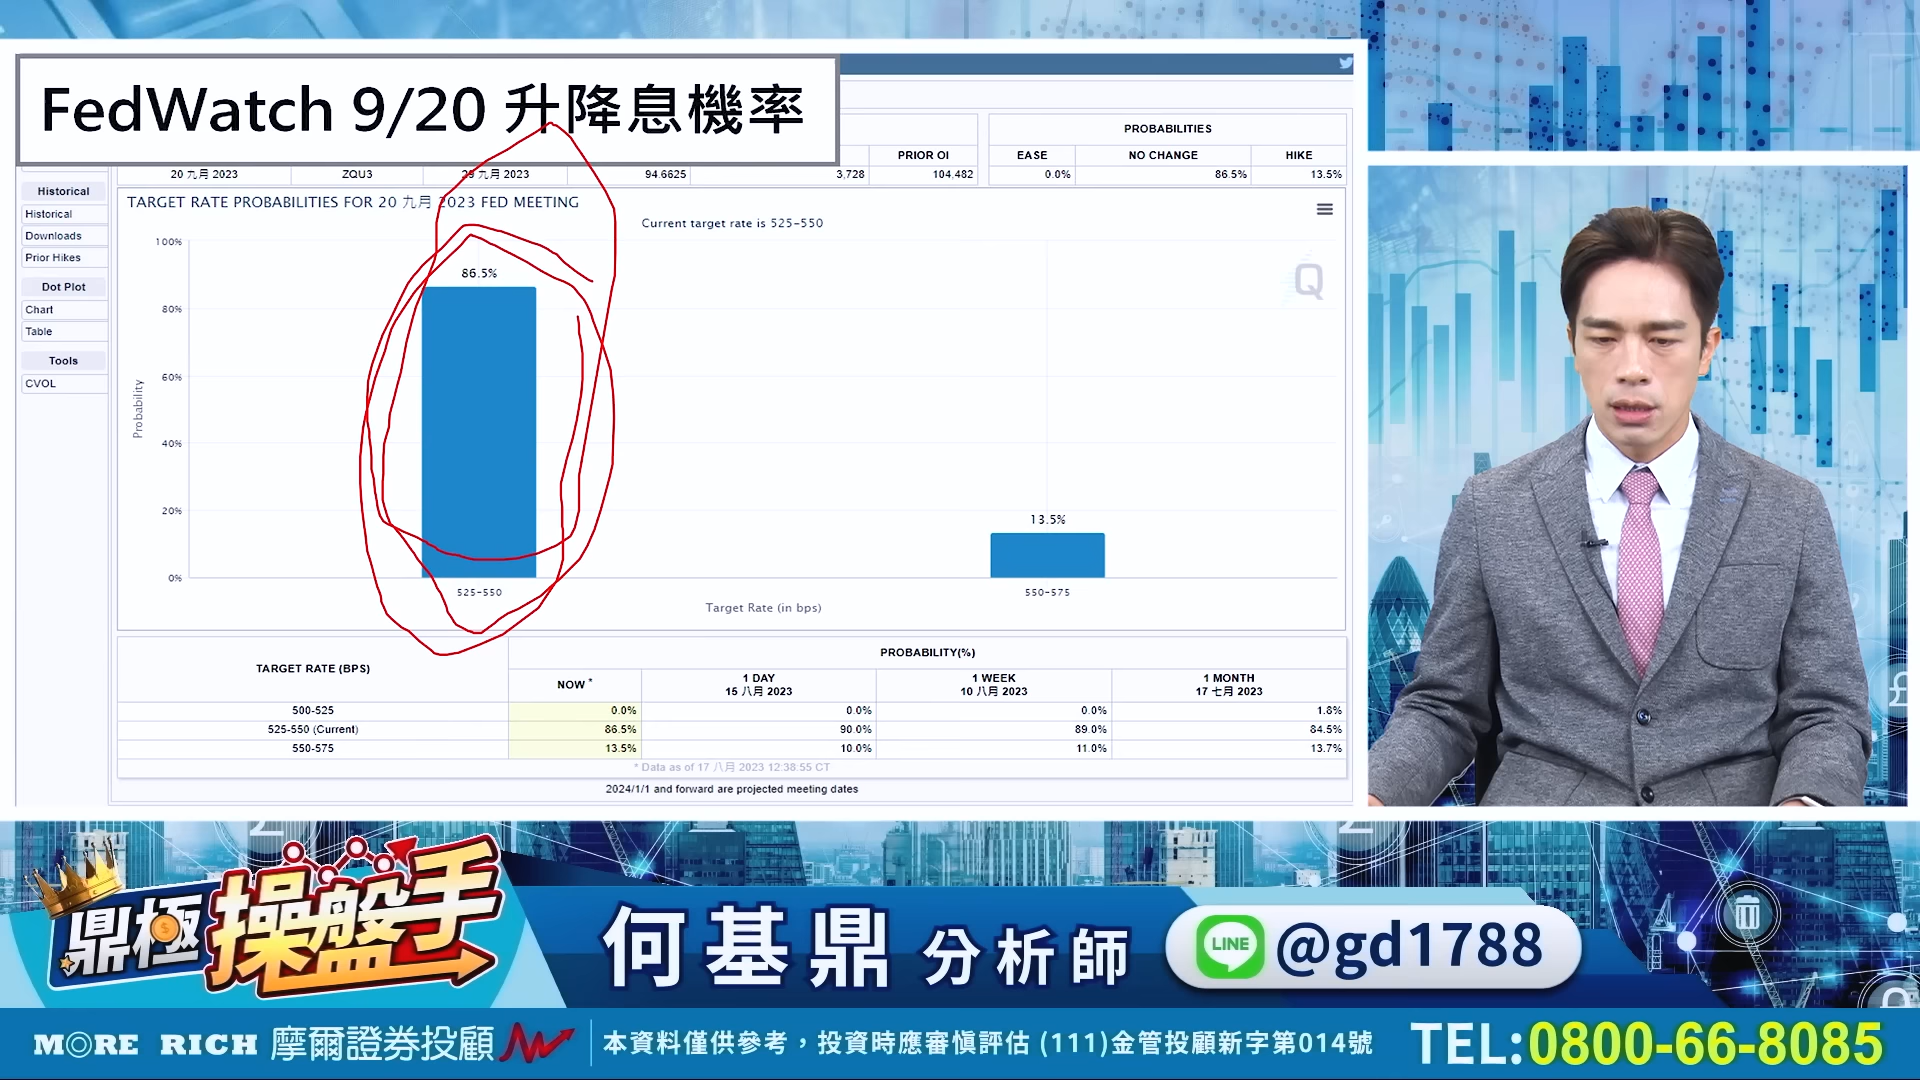 FedWatch 9/20 升降息機率
PROBABILITIES
PRIOR OI
EASE
NO CHANGE
HIKE
20 九月 2023
ZQU3
29 九月 2023
94.6625
3,728
104,482
0.0%
86.5%
13.5%
Historical
Historical
Downloads
Prior Hikes
Dot Plot
Chart
Table
Tools
CVOL
TARGET RATE PROBABILITIES FOR 20 九月 2023 FED MEETING
Current target rate is 525-550
Q
Probability
100%
80%
60%
40%
20%
0%
86.5%
13.5%
525-550
550-575
Target Rate (in bps)
TARGET RATE (BPS)
PROBABILITY(%)
NOW *
1 DAY
15 八月 2023
1 WEEK
10 八月 2023
1 MONTH
17 七月 2023
500-525 0.0% 0.0% 0.0% 1.8%
525-550 (Current) 86.5% 90.0% 89.0% 84.5%
550-575 13.5% 10.0% 11.0% 13.7%
* Data as of 17 八月 2023 12:38:55 CT
2024/1/1 and forward are projected meeting dates
鼎極操盤手
何基鼎 分析師
LINE @gd1788
MORE RICH 摩爾證券投顧
本資料僅供參考，投資時應審慎評估 (111)金管投顧新字第014號
TEL:0800-66-8085